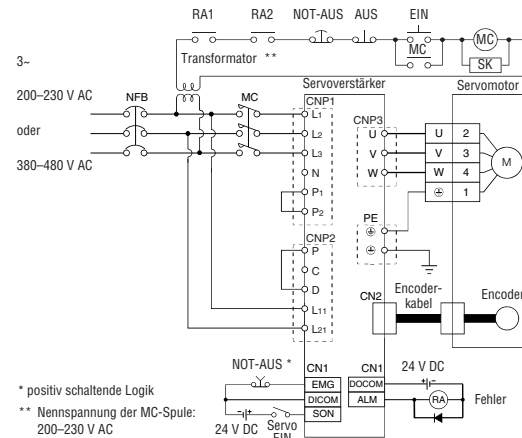 RA1 RA2 NOT-AUS AUS EIN
MC
MC
SK
Transformator **
3~
200–230 V AC
oder
380–480 V AC
NFB
MC
Servoverstärker
Servomotor
CNP1
L1
L2
L3
N
P1
P2
CNP3
U
V
W
U 2
V 3
W 4
1
M
PE
CNP2
P
C
D
L11
L21
CN2
Encoder-
kabel
Encoder
NOT-AUS *
CN1
EMG
DICOM
SON
24 V DC
Servo
EIN
CN1
DOCOM
ALM
24 V DC
RA
Fehler
* positiv schaltende Logik
** Nennspannung der MC-Spule:
200–230 V AC